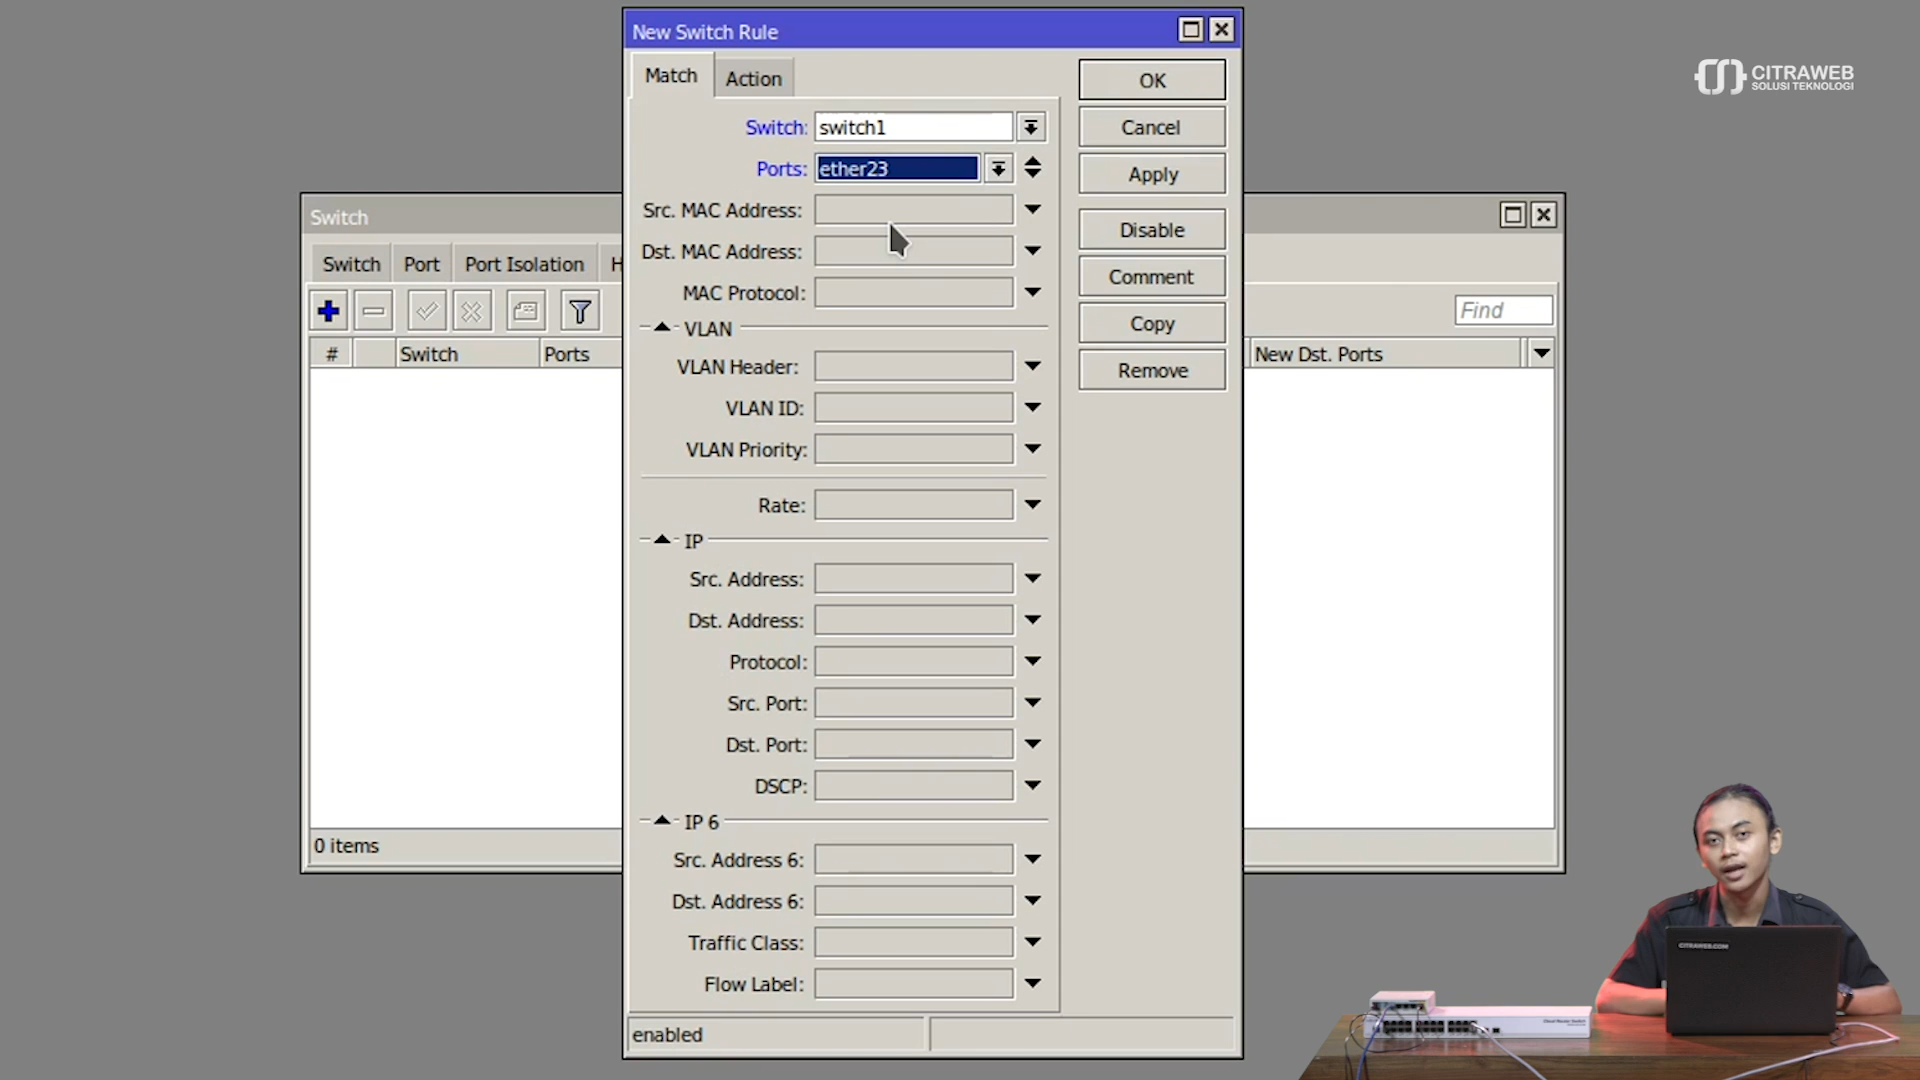 New Switch Rule
CITRAWEB
SOLUSI TEKNOLOGI
Match
Action
OK
Switch: switch1
Cancel
Ports: ether23
Apply
Src. MAC Address:
Disable
Dst. MAC Address:
Comment
MAC Protocol:
Copy
VLAN
Remove
VLAN Header:
VLAN ID:
VLAN Priority:
Rate:
IP
Src. Address:
Dst. Address:
Protocol:
Src. Port:
Dst. Port:
DSCP:
IP 6
Src. Address 6:
Dst. Address 6:
Traffic Class:
Flow Label:
enabled
Switch
Switch
Port
Port Isolation
H
Find
#
Switch
Ports
New Dst. Ports
0 items
CITRAWEB.COM